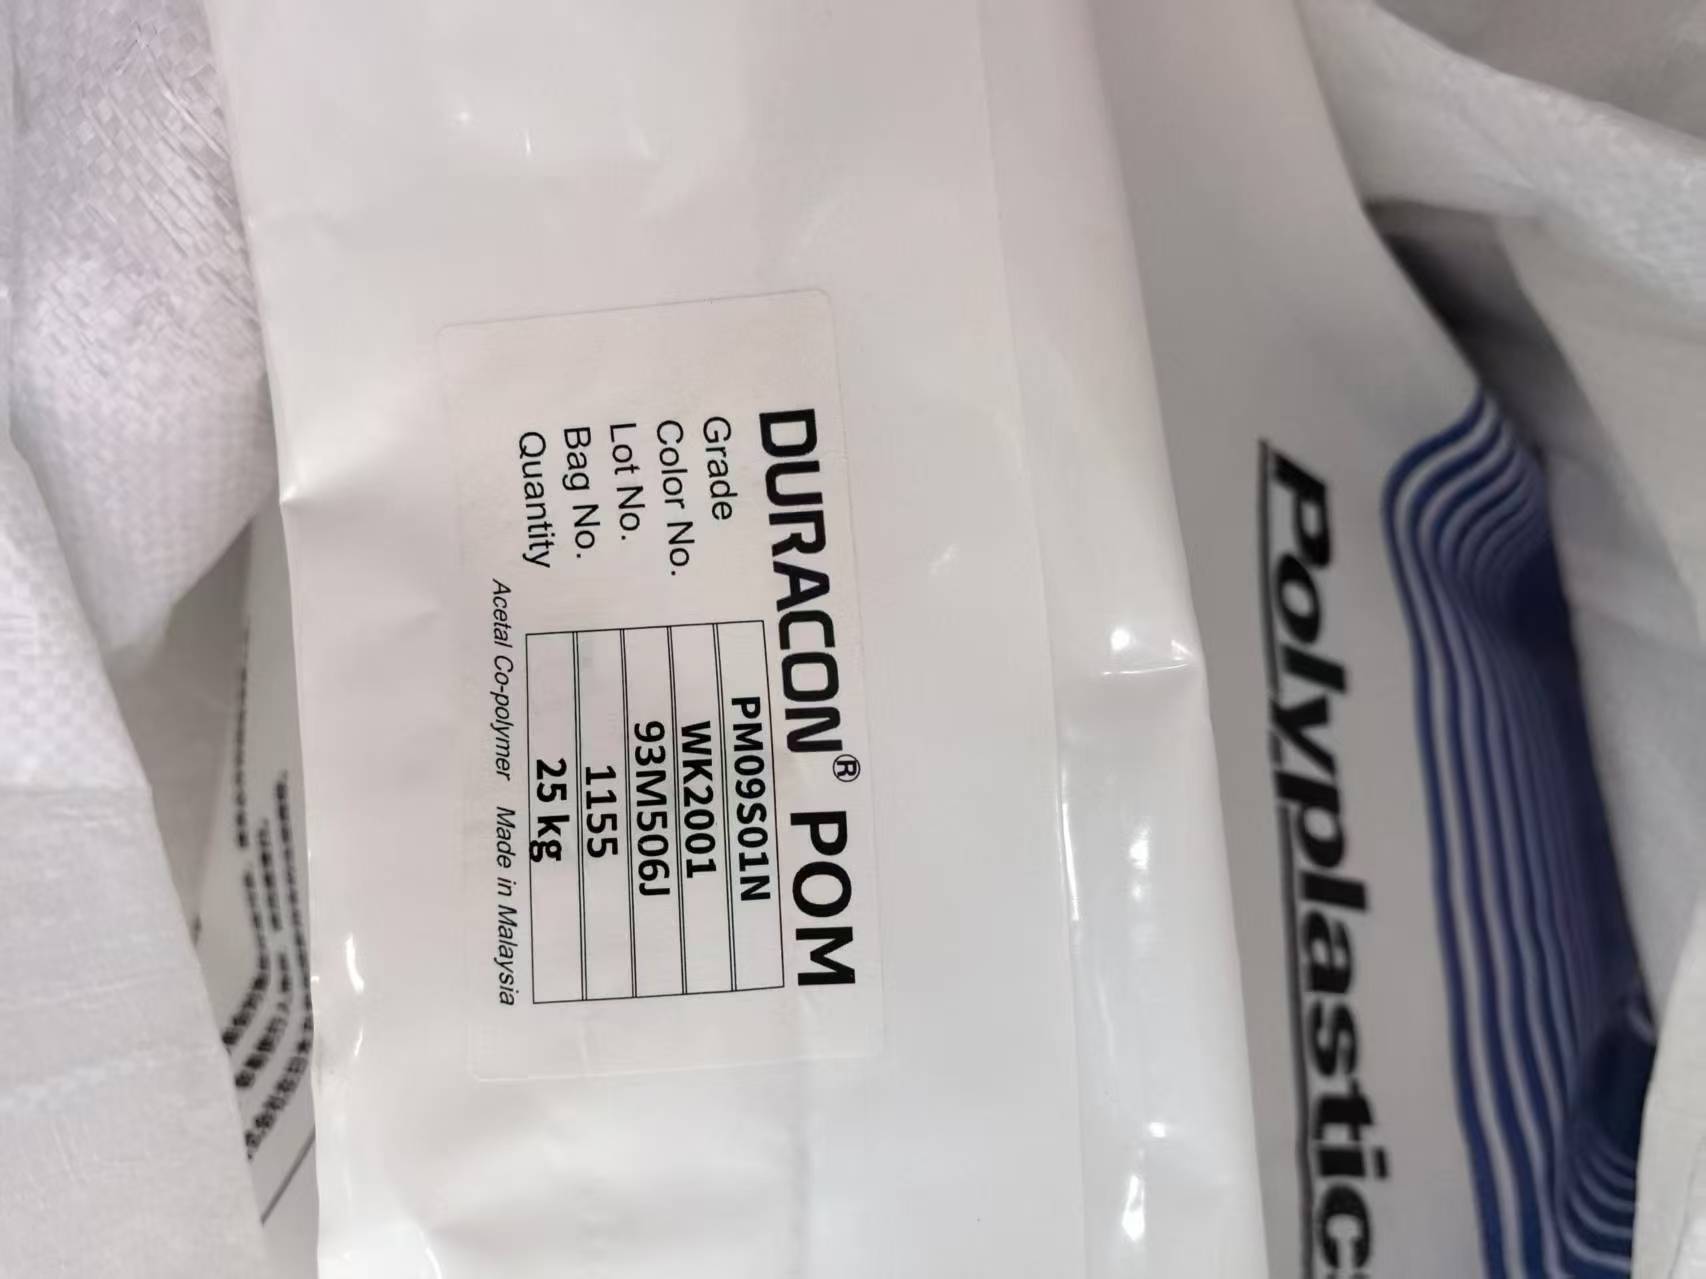 DURACON® POM
Grade PM09S01N
Color No. WK2001
Lot No. 93M506J
Bag No. 1155
Quantity 25 kg
Acetal Co-polymer Made in Malaysia
Polyplastic